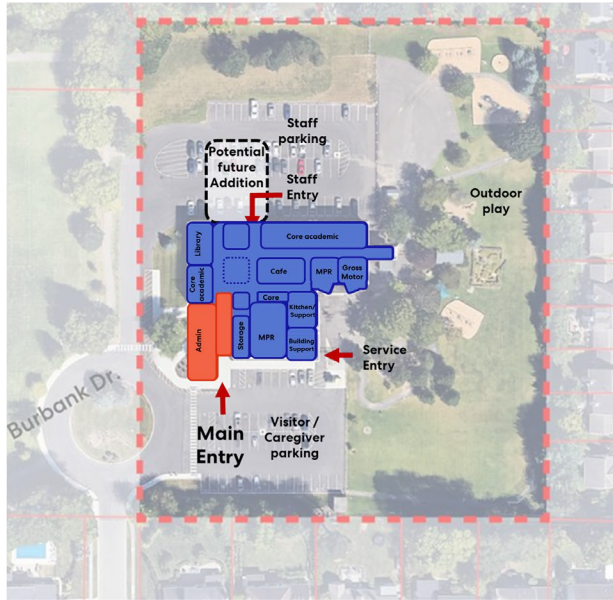 Staff
parking
Potential
future
Addition
Staff
Entry
Outdoor
play
Library
Core academic
Core
academic
Cafe
MPR
Gross
Motor
Core
Kitchen/
Support
Admin
Storage
MPR
Building
Support
Service
Entry
Burbank Dr.
Main
Entry
Visitor /
Caregiver
parking